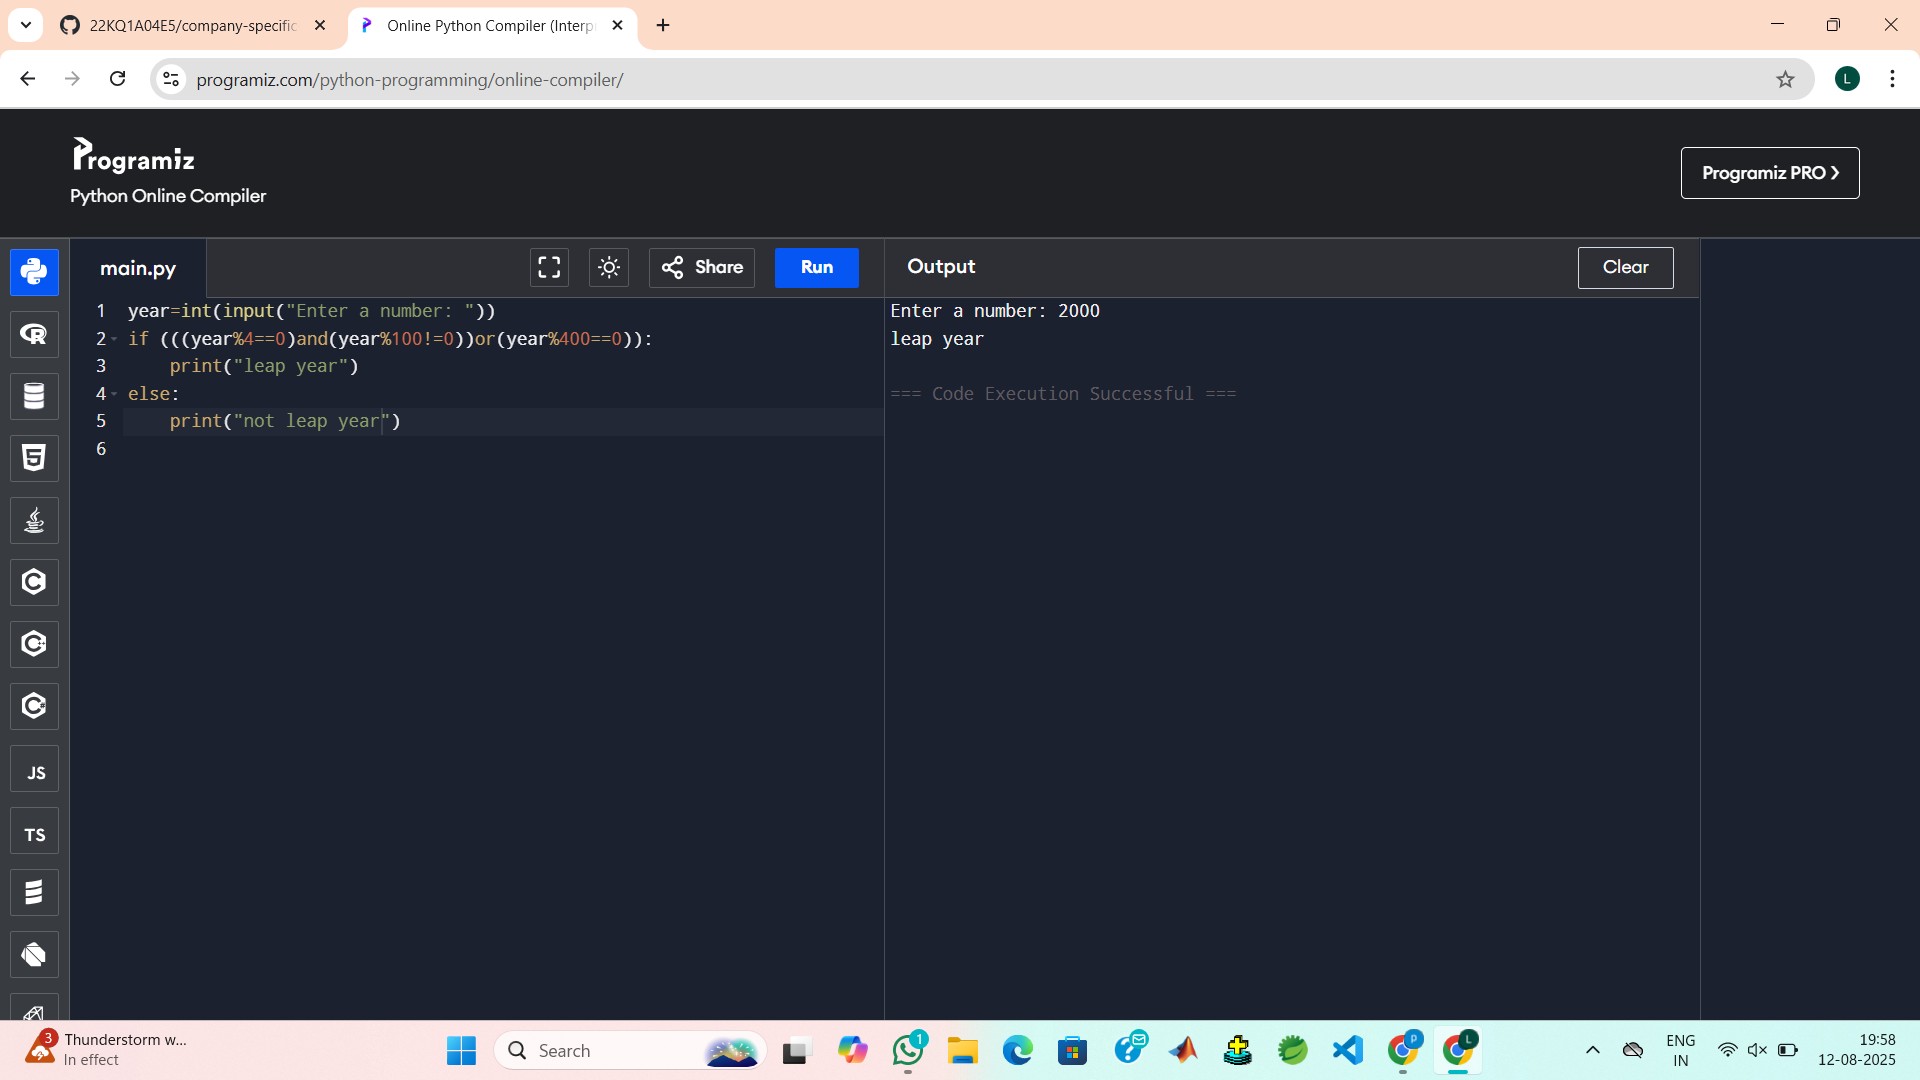 22KQ1A04E5/company-specific
Online Python Compiler (Interp
programiz.com/python-programming/online-compiler/
L
Programiz
Python Online Compiler
Programiz PRO ❯
main.py
Share
Run
Output
Clear
1 year=int(input("Enter a number: "))
2 if (((year%4==0)and(year%100!=0))or(year%400==0)):
3     print("leap year")
4 else:
5     print("not leap year")
6
Enter a number: 2000
leap year
=== Code Execution Successful ===
JS
TS
3
Thunderstorm w...
In effect
Search
1
P
L
ENG
IN
19:58
12-08-2025